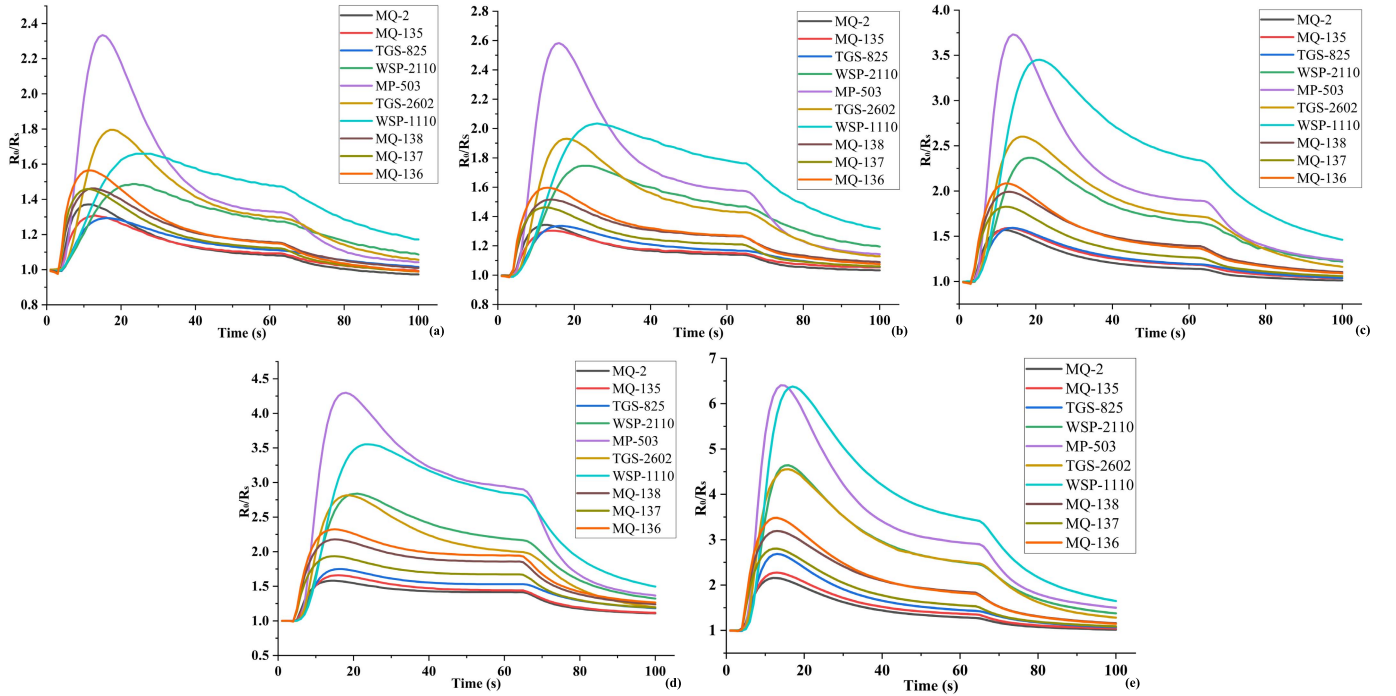 2.4
2.2
2.0
1.8
1.6
1.4
1.2
1.0
0.8
R₀/Rs
0
20
40
60
80
100
Time (s)
(a)
MQ-2
MQ-135
TGS-825
WSP-2110
MP-503
TGS-2602
WSP-1110
MQ-138
MQ-137
MQ-136
2.8
2.6
2.4
2.2
2.0
1.8
1.6
1.4
1.2
1.0
0.8
R₀/Rs
0
20
40
60
80
100
Time (s)
(b)
MQ-2
MQ-135
TGS-825
WSP-2110
MP-503
TGS-2602
WSP-1110
MQ-138
MQ-137
MQ-136
4.0
3.5
3.0
2.5
2.0
1.5
1.0
R₀/Rs
0
20
40
60
80
100
Time (s)
(c)
MQ-2
MQ-135
TGS-825
WSP-2110
MP-503
TGS-2602
WSP-1110
MQ-138
MQ-137
MQ-136
4.5
4.0
3.5
3.0
2.5
2.0
1.5
1.0
0.5
R₀/Rs
0
20
40
60
80
100
Time (s)
(d)
MQ-2
MQ-135
TGS-825
WSP-2110
MP-503
TGS-2602
WSP-1110
MQ-138
MQ-137
MQ-136
7
6
5
4
3
2
1
R₀/Rs
0
20
40
60
80
100
Time (s)
(e)
MQ-2
MQ-135
TGS-825
WSP-2110
MP-503
TGS-2602
WSP-1110
MQ-138
MQ-137
MQ-136